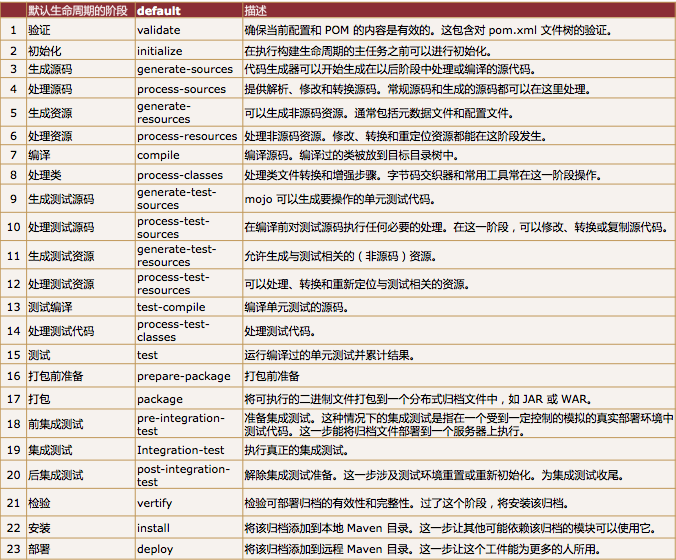 默认生命周期的阶段 default 描述
1 验证 validate 确保当前配置和 POM 的内容是有效的。这包含对 pom.xml 文件树的验证。
2 初始化 initialize 在执行构建生命周期的主任务之前可以进行初始化。
3 生成源码 generate-sources 代码生成器可以开始生成在以后阶段中处理或编译的源代码。
4 处理源码 process-sources 提供解析、修改和转换源码。常规源码和生成的源码都可以在这里处理。
5 生成资源 generate-
resources 可以生成非源码资源。通常包括元数据文件和配置文件。
6 处理资源 process-resources 处理非源码资源。修改、转换和重定位资源都能在这阶段发生。
7 编译 compile 编译源码。编译过的类被放到目标目录树中。
8 处理类 process-classes 处理类文件转换和增强步骤。字节码交织器和常用工具常在这一阶段操作。
9 生成测试源码 generate-test-
sources mojo 可以生成要操作的单元测试代码。
10 处理测试源码 process-test-
sources 在编译前对测试源码执行任何必要的处理。在这一阶段，可以修改、转换或复制源代码。
11 生成测试资源 generate-test-
resources 允许生成与测试相关的（非源码）资源。
12 处理测试资源 process-test-
resources 可以处理、转换和重新定位与测试相关的资源。
13 测试编译 test-compile 编译单元测试的源码。
14 处理测试代码 process-test-
classes 处理测试代码。
15 测试 test 运行编译过的单元测试并累计结果。
16 打包前准备 prepare-package 打包前准备
17 打包 package 将可执行的二进制文件打包到一个分布式归档文件中，如 JAR 或 WAR。
18 前集成测试 pre-integration-
test 准备集成测试。这种情况下的集成测试是指在一个受到一定控制的模拟的真实部署环境中
测试代码。这一步能将归档文件部署到一个服务器上执行。
19 集成测试 Integration-test 执行真正的集成测试。
20 后集成测试 post-integration-
test 解除集成测试准备。这一步涉及测试环境重置或重新初始化。为集成测试收尾。
21 检验 vertify 检验可部署归档的有效性和完整性。过了这个阶段，将安装该归档。
22 安装 install 将该归档添加到本地 Maven 目录。这一步让其他可能依赖该归档的模块可以使用它。
23 部署 deploy 将该归档添加到远程 Maven 目录。这一步让这个工件能为更多的人所用。